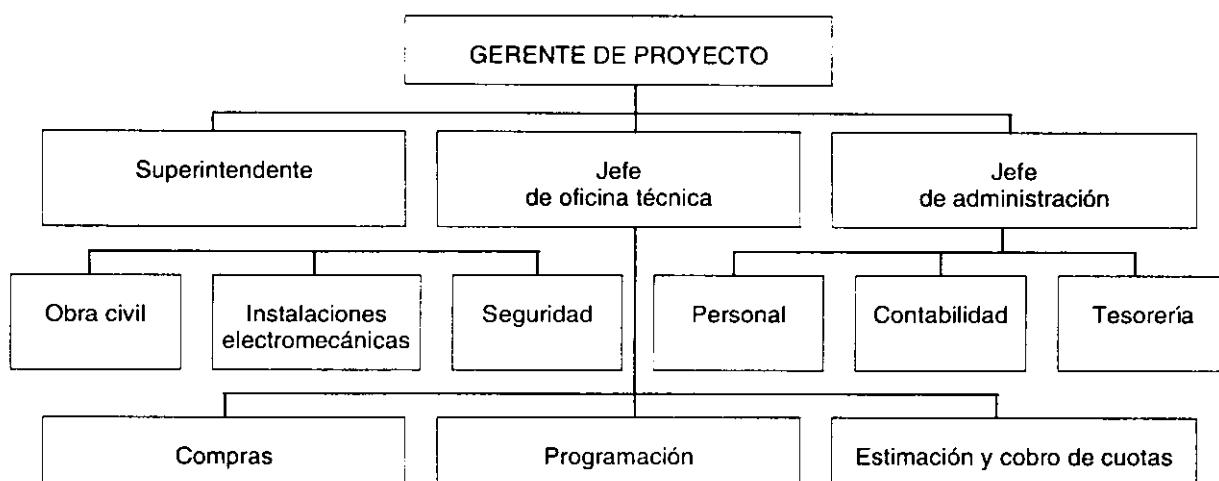 GERENTE DE PROYECTO
Superintendente
Jefe
de oficina técnica
Jefe
de administración
Obra civil
Instalaciones
electromecánicas
Seguridad
Personal
Contabilidad
Tesorería
Compras
Programación
Estimación y cobro de cuotas